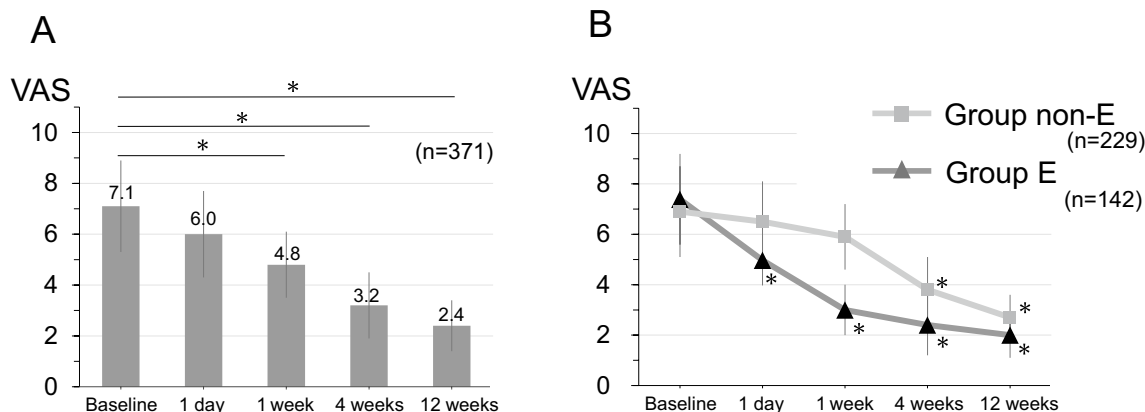 A
VAS
*
*
*
(n=371)
10
8
6
4
2
0
7.1
6.0
4.8
3.2
2.4
Baseline 1 day 1 week 4 weeks 12 weeks
B
VAS
Group non-E
(n=229)
Group E
(n=142)
10
8
6
4
2
0
*
*
*
*
*
*
Baseline 1 day 1 week 4 weeks 12 weeks